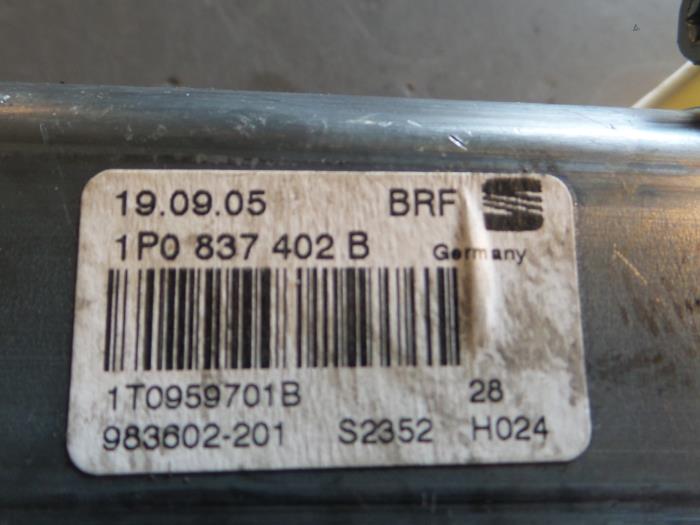 19.09.05 BRF
1P0 837 402 B Germany
1T0959701B 28
983602-201 S2352 H024